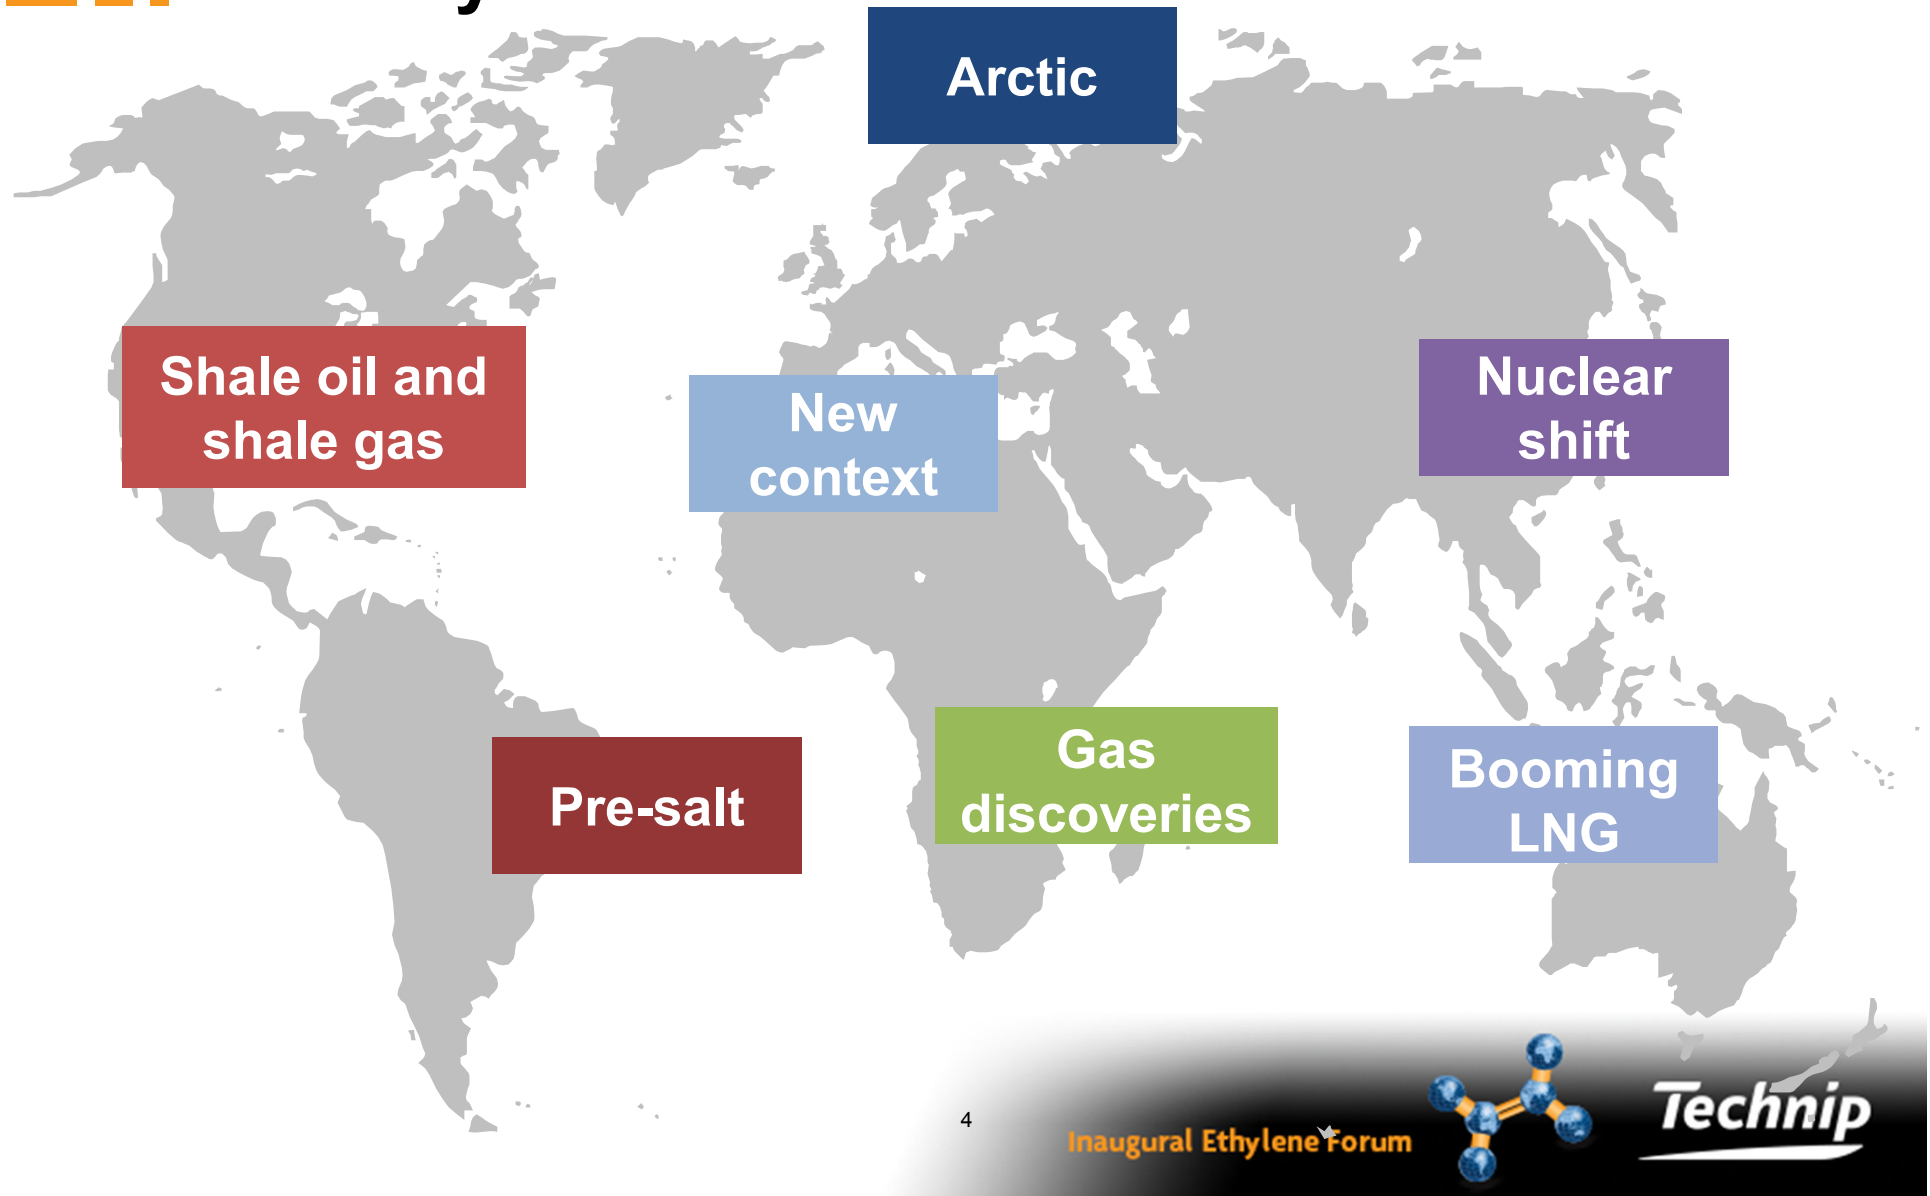 Arctic
Shale oil and
shale gas
New
context
Nuclear
shift
Pre-salt
Gas
discoveries
Booming
LNG
4
Inaugural Ethylene Forum
Technip